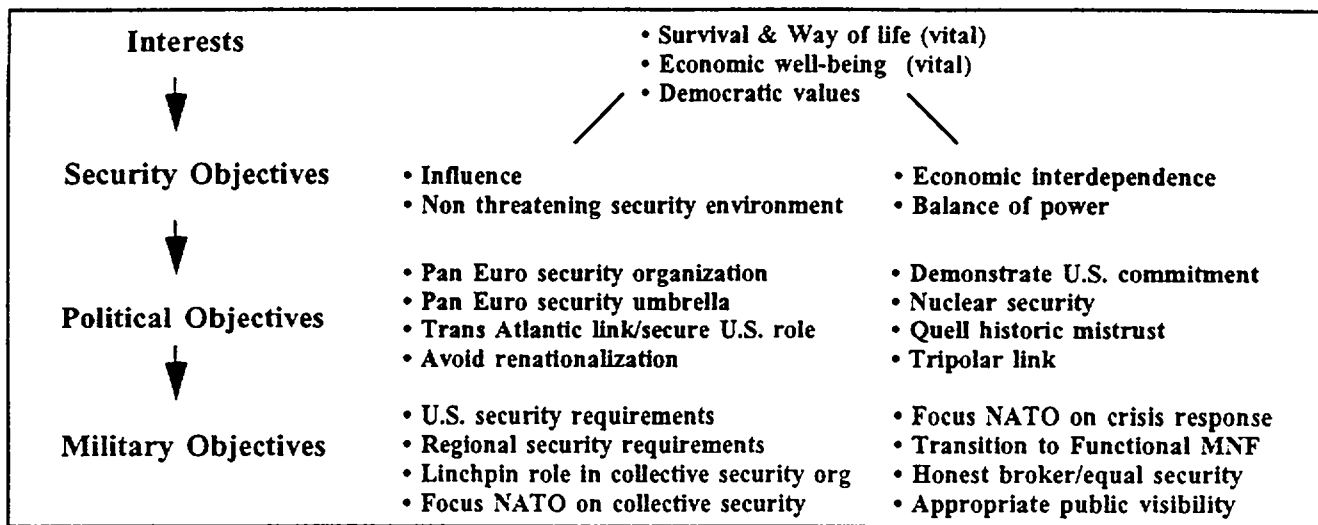 Interests
• Survival & Way of life (vital)
• Economic well-being (vital)
• Democratic values
Security Objectives
• Influence
• Non threatening security environment
• Economic interdependence
• Balance of power
Political Objectives
• Pan Euro security organization
• Pan Euro security umbrella
• Trans Atlantic link/secure U.S. role
• Avoid renationalization
• Demonstrate U.S. commitment
• Nuclear security
• Quell historic mistrust
• Tripolar link
Military Objectives
• U.S. security requirements
• Regional security requirements
• Linchpin role in collective security org
• Focus NATO on collective security
• Focus NATO on crisis response
• Transition to Functional MNF
• Honest broker/equal security
• Appropriate public visibility